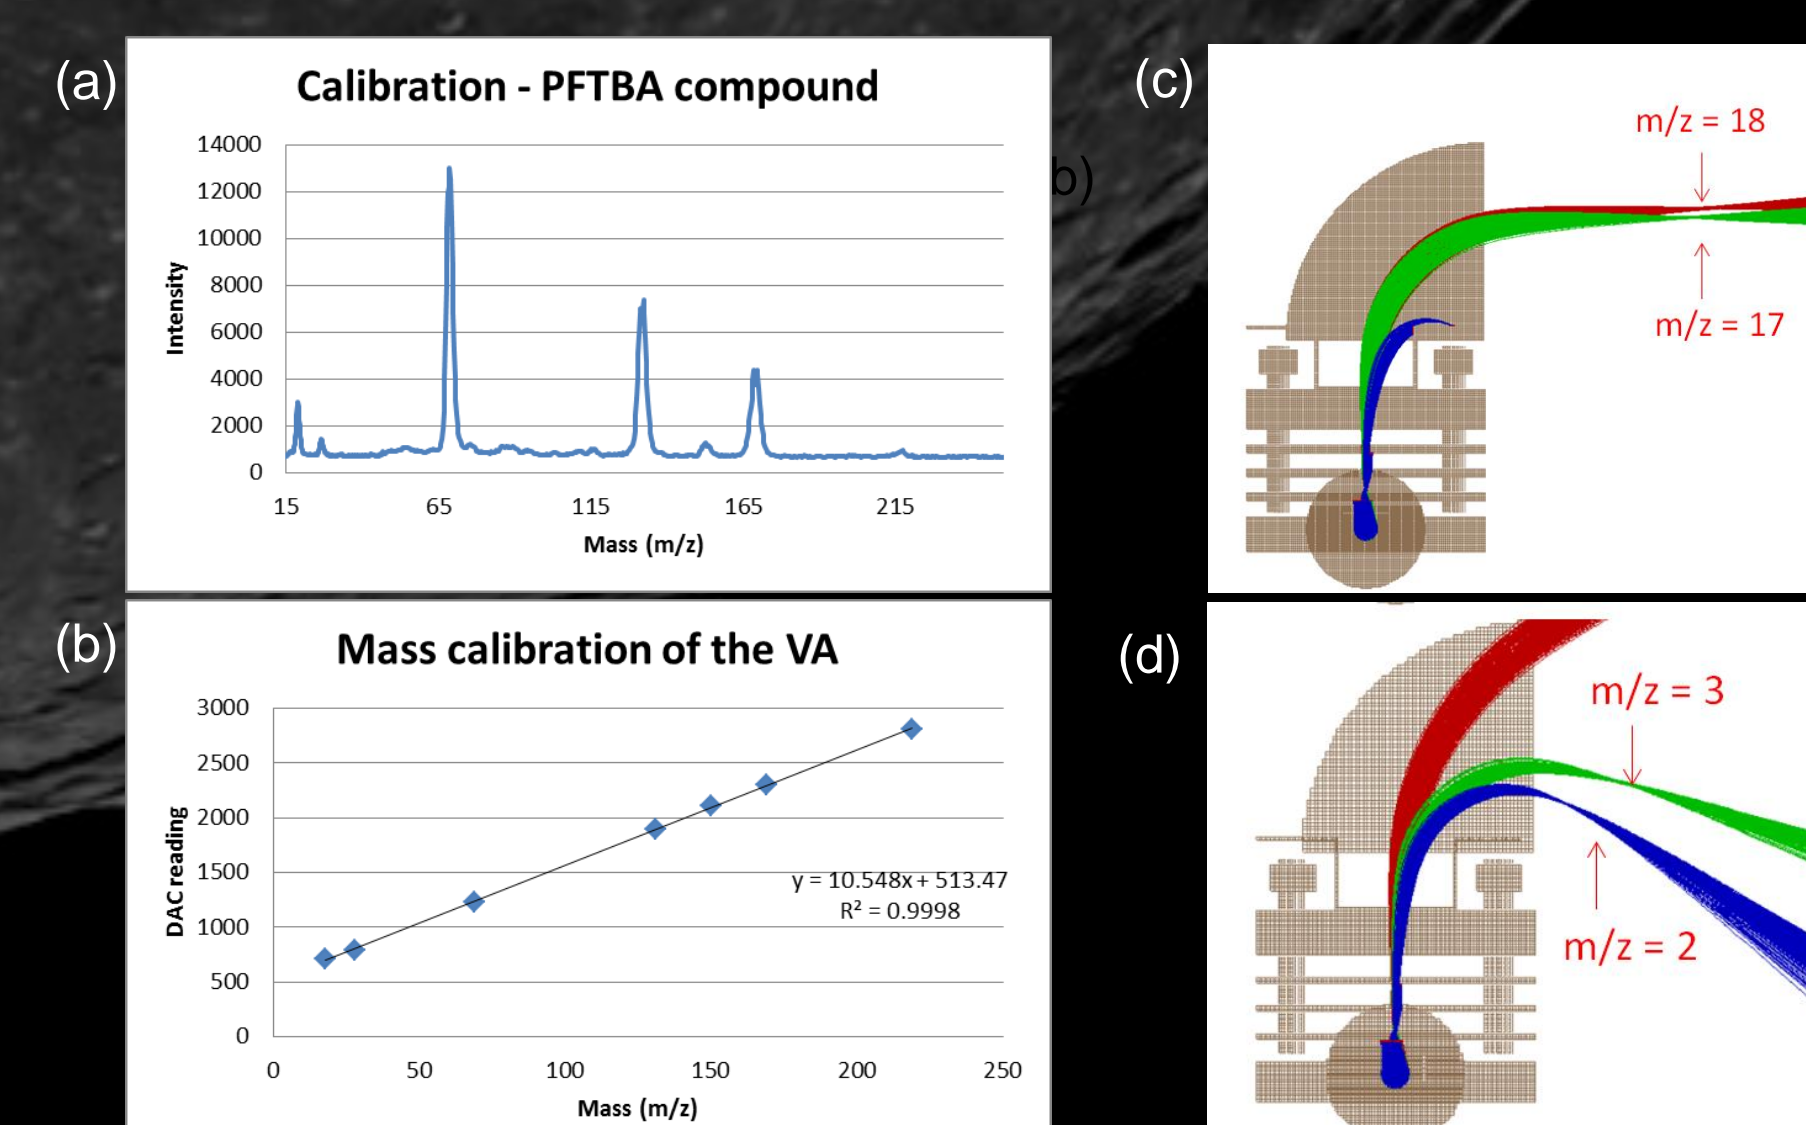 (a)
Calibration - PFTBA compound
14000
12000
10000
8000
6000
4000
2000
0
Intensity
15 65 115 165 215
Mass (m/z)
b)
(c)
m/z = 18
m/z = 17
(b)
Mass calibration of the VA
3000
2500
2000
1500
1000
500
0
DAC reading
y = 10.548x + 513.47
R² = 0.9998
0 50 100 150 200 250
Mass (m/z)
(d)
m/z = 3
m/z = 2